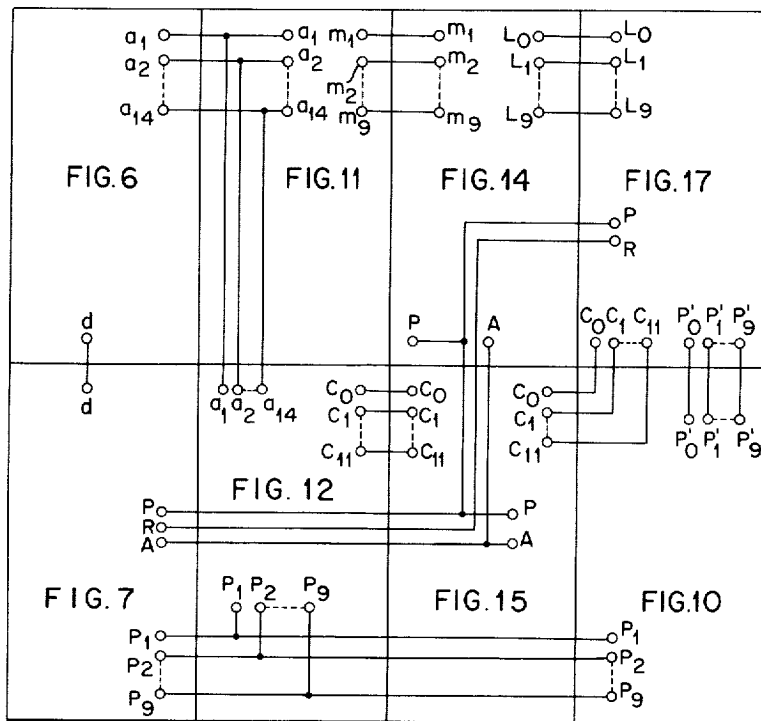 a1 a1 m1 m1 L0 L0
a2 a2 m2 m2 L1 L1
a14 a14 m9 m9 L9 L9
FIG.6 FIG.11 FIG.14 FIG.17
P
R
d P A C0 C1 C11 P'0 P'1 P'9
d a1 a2 a14 C0 C0 C0
C1 C1 C1
C11 C11 C11 P'0 P'1 P'9
FIG.12
P P
R
A A
FIG.7 P1 P2 P9 FIG.15 FIG.10
P1 P1
P2 P2
P9 P9